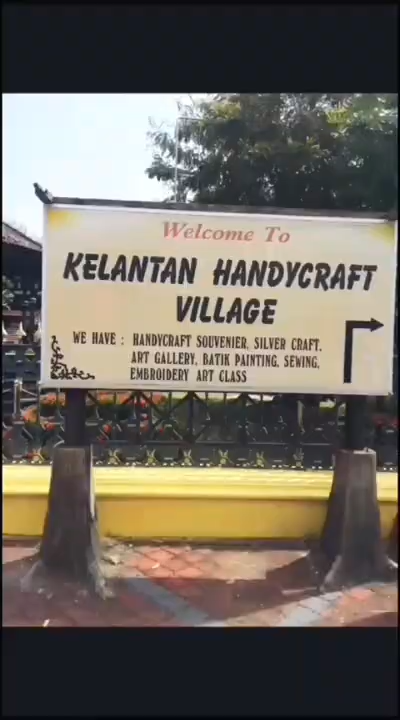 Welcome To
KELANTAN HANDYCRAFT
VILLAGE
WE HAVE : HANDYCRAFT SOUVENIER, SILVER CRAFT,
ART GALLERY, BATIK PAINTING, SEWING,
EMBROIDERY ART CLASS